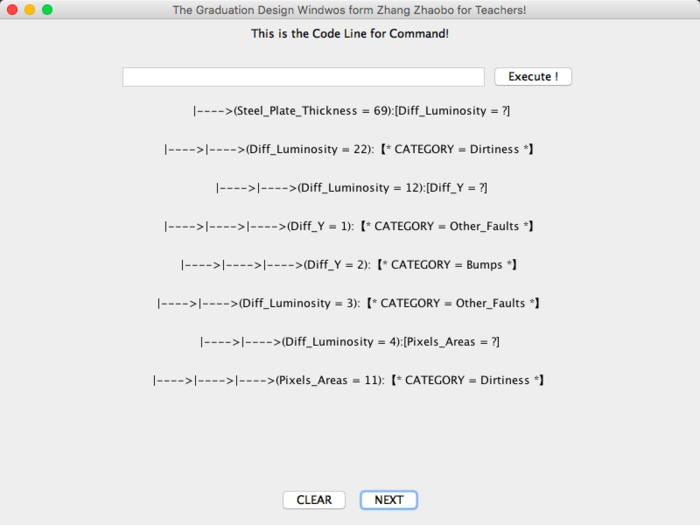 The Graduation Design Windwos form Zhang Zhaobo for Teachers!
This is the Code Line for Command!
Execute !
|---->(Steel_Plate_Thickness = 69):[Diff_Luminosity = ?]
|---->|---->(Diff_Luminosity = 22): 【* CATEGORY = Dirtiness *】
|---->|---->(Diff_Luminosity = 12):[Diff_Y = ?]
|---->|---->|---->(Diff_Y = 1): 【* CATEGORY = Other_Faults *】
|---->|---->|---->(Diff_Y = 2): 【* CATEGORY = Bumps *】
|---->|---->(Diff_Luminosity = 3): 【* CATEGORY = Other_Faults *】
|---->|---->(Diff_Luminosity = 4):[Pixels_Areas = ?]
|---->|---->|---->(Pixels_Areas = 11): 【* CATEGORY = Dirtiness *】
CLEAR NEXT